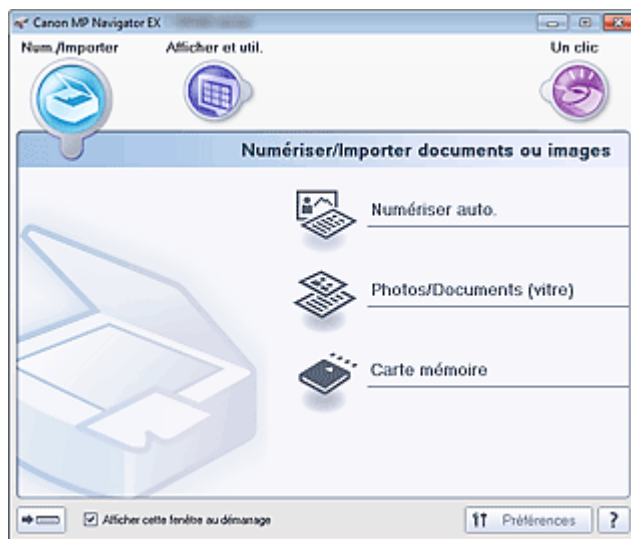 Canon MP Navigator EX
Num./Importer
Afficher et util.
Un clic
Numériser/Importer documents ou images
Numériser auto.
Photos/Documents (vitre)
Carte mémoire
Afficher cette fenêtre au démarrage
Préférences
?